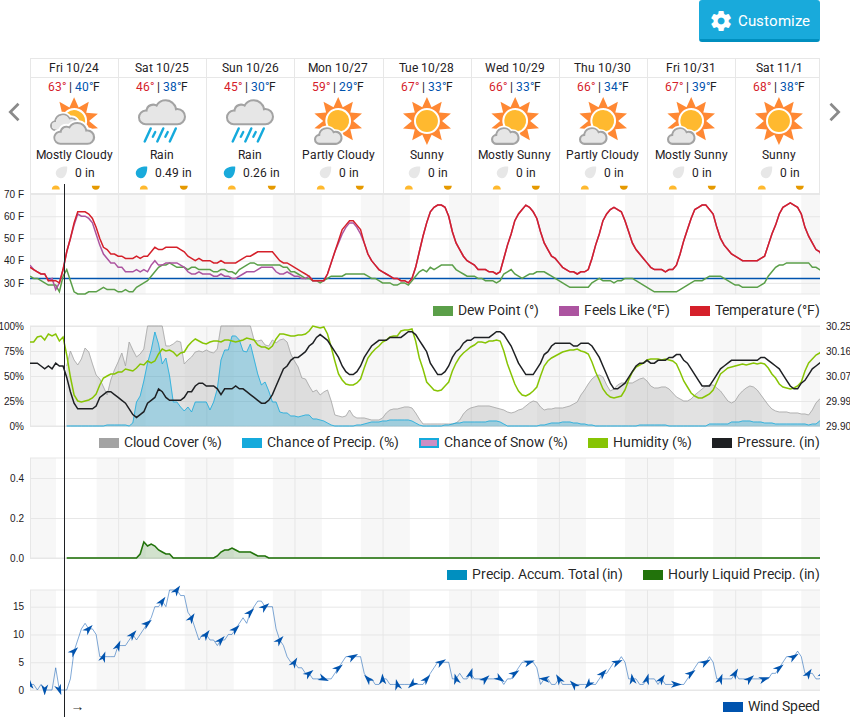 Customize
Fri 10/24 Sat 10/25 Sun 10/26 Mon 10/27 Tue 10/28 Wed 10/29 Thu 10/30 Fri 10/31 Sat 11/1
63° | 40°F 46° | 38°F 45° | 30°F 59° | 29°F 67° | 33°F 66° | 33°F 66° | 34°F 67° | 39°F 68° | 38°F
Mostly Cloudy Rain Rain Partly Cloudy Sunny Mostly Sunny Partly Cloudy Mostly Sunny Sunny
0 in 0.49 in 0.26 in 0 in 0 in 0 in 0 in 0 in 0 in
70 F
60 F
50 F
40 F
30 F
Dew Point (°) Feels Like (°F) Temperature (°F)
100% 30.25
75% 30.16
50% 30.07
25% 29.99
0% 29.90
Cloud Cover (%) Chance of Precip. (%) Chance of Snow (%) Humidity (%) Pressure. (in)
0.4
0.2
0.0
Precip. Accum. Total (in) Hourly Liquid Precip. (in)
15
10
5
0
→
Wind Speed